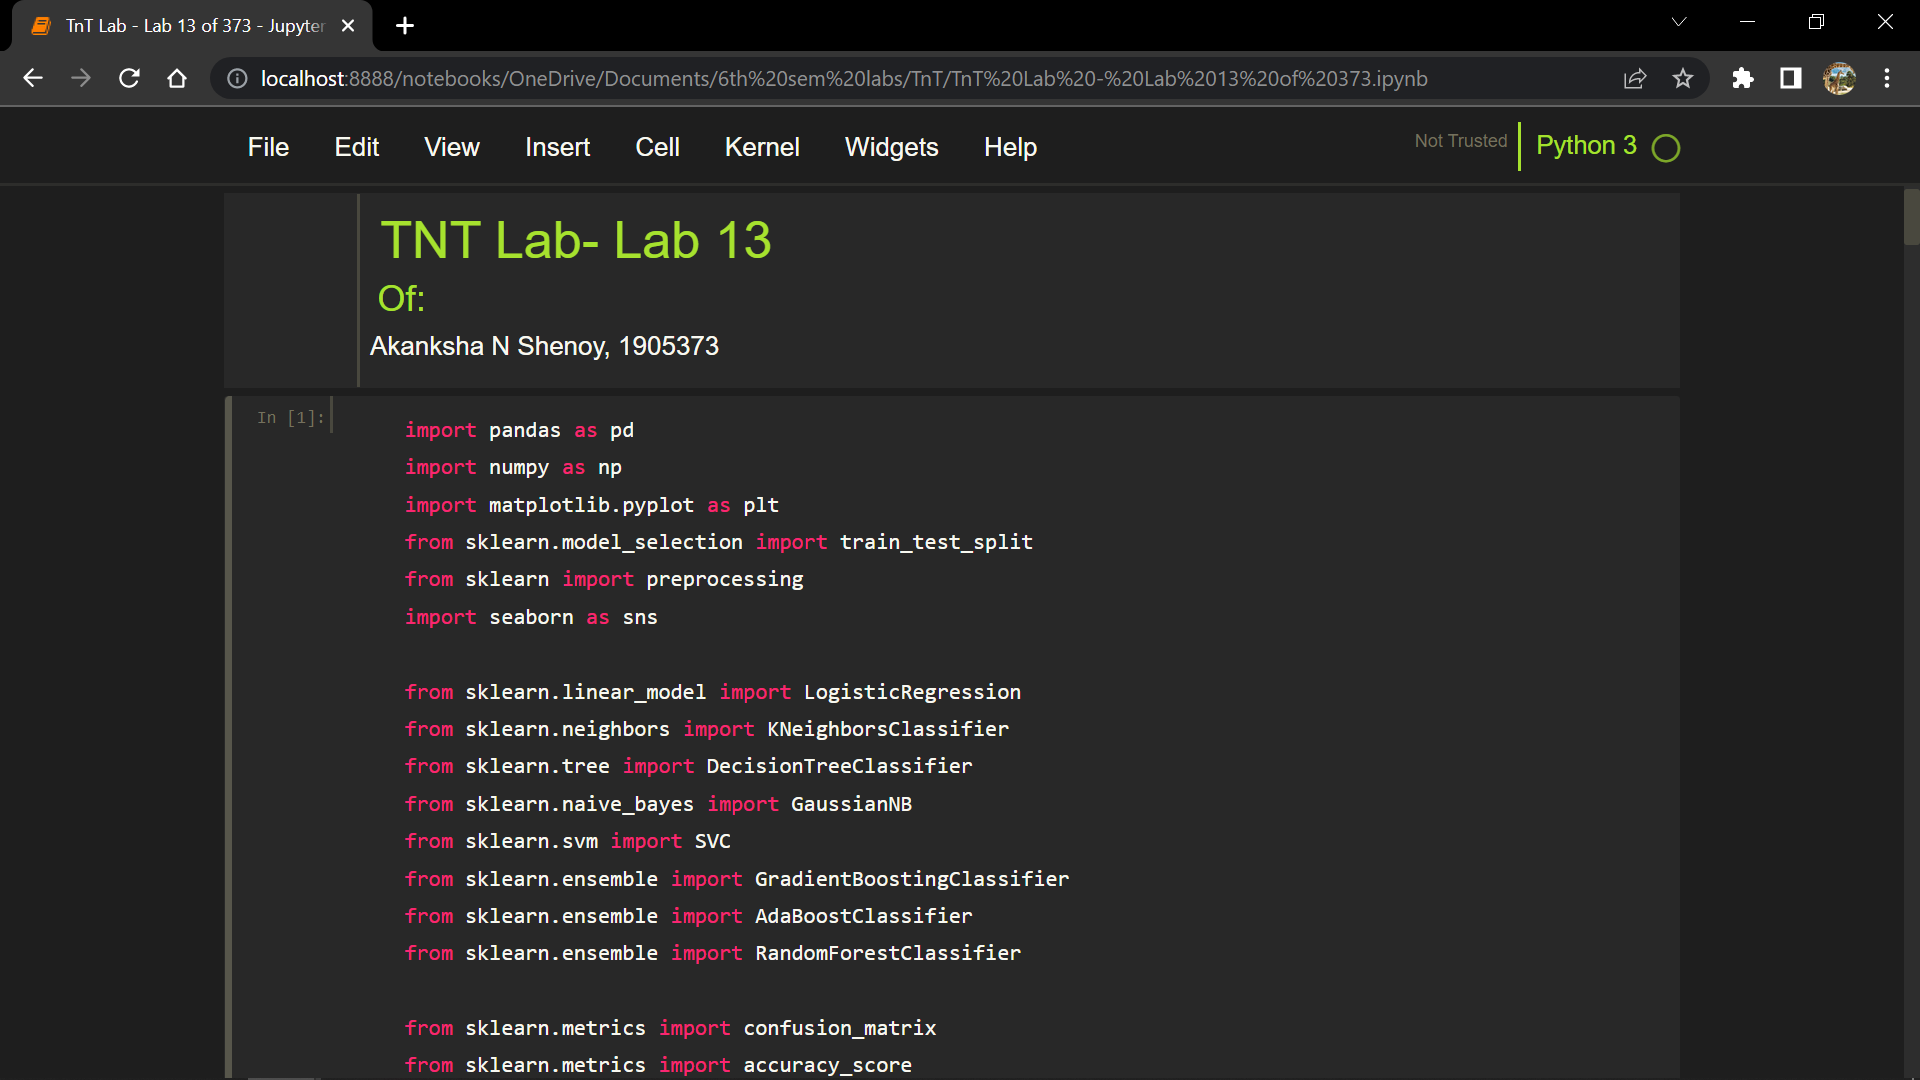 TnT Lab - Lab 13 of 373 - Jupyter
localhost:8888/notebooks/OneDrive/Documents/6th%20sem%20labs/TnT/TnT%20Lab%20-%20Lab%2013%20of%20373.ipynb
File Edit View Insert Cell Kernel Widgets Help Not Trusted Python 3
TNT Lab- Lab 13
Of:
Akanksha N Shenoy, 1905373
In [1]:
import pandas as pd
import numpy as np
import matplotlib.pyplot as plt
from sklearn.model_selection import train_test_split
from sklearn import preprocessing
import seaborn as sns
from sklearn.linear_model import LogisticRegression
from sklearn.neighbors import KNeighborsClassifier
from sklearn.tree import DecisionTreeClassifier
from sklearn.naive_bayes import GaussianNB
from sklearn.svm import SVC
from sklearn.ensemble import GradientBoostingClassifier
from sklearn.ensemble import AdaBoostClassifier
from sklearn.ensemble import RandomForestClassifier
from sklearn.metrics import confusion_matrix
from sklearn.metrics import accuracy_score